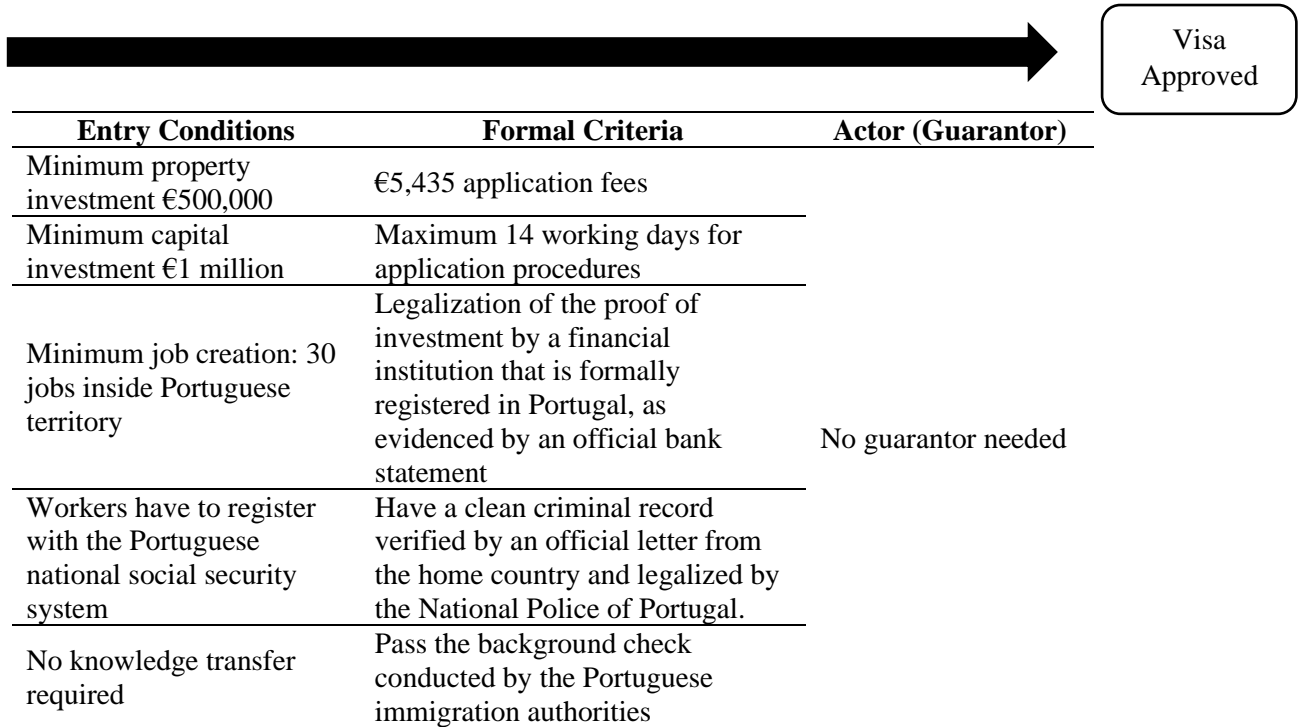 Visa
Approved
Entry Conditions Formal Criteria Actor (Guarantor)
Minimum property
investment €500,000
€5,435 application fees
Minimum capital
investment €1 million
Maximum 14 working days for
application procedures
Minimum job creation: 30
jobs inside Portuguese
territory
Legalization of the proof of
investment by a financial
institution that is formally
registered in Portugal, as
evidenced by an official bank
statement
No guarantor needed
Workers have to register
with the Portuguese
national social security
system
Have a clean criminal record
verified by an official letter from
the home country and legalized by
the National Police of Portugal.
No knowledge transfer
required
Pass the background check
conducted by the Portuguese
immigration authorities